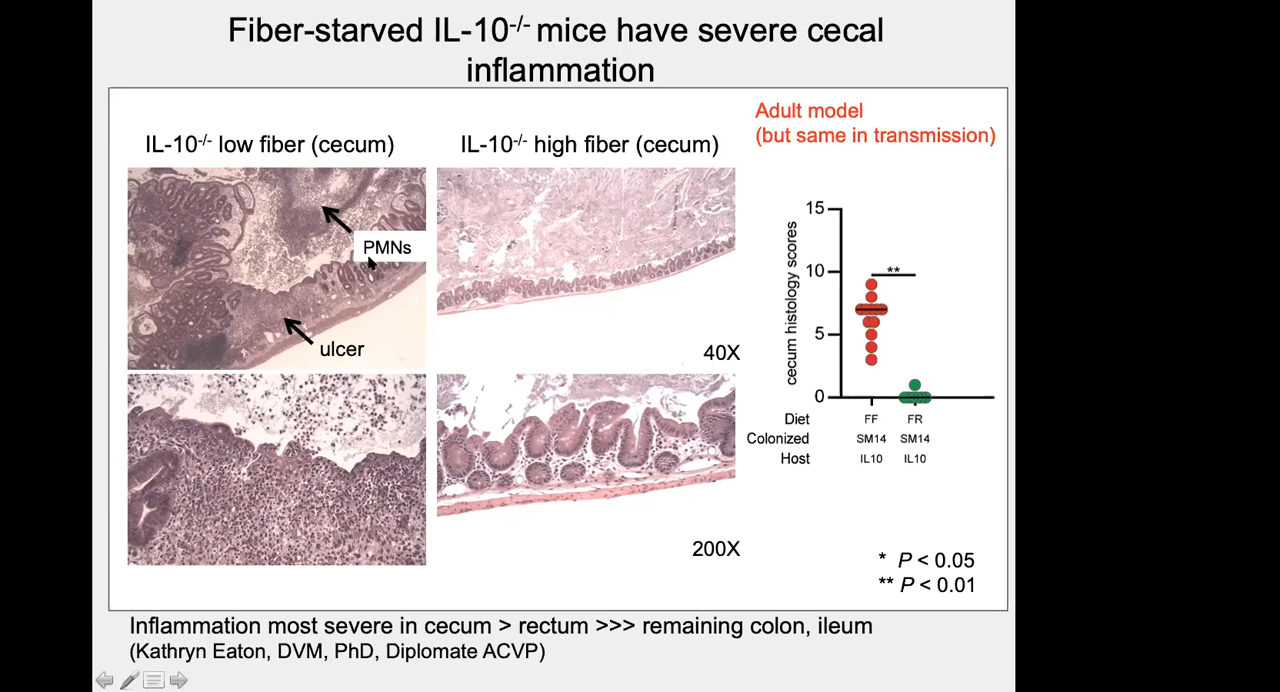 Fiber-starved IL-10-/- mice have severe cecal
inflammation
Adult model
(but same in transmission)
IL-10-/- low fiber (cecum)
IL-10-/- high fiber (cecum)
PMNs
ulcer
40X
200X
cecum histology scores
15
10
5
0
**
Diet FF FR
Colonized SM14 SM14
Host IL10 IL10
* P < 0.05
** P < 0.01
Inflammation most severe in cecum > rectum >>> remaining colon, ileum
(Kathryn Eaton, DVM, PhD, Diplomate ACVP)